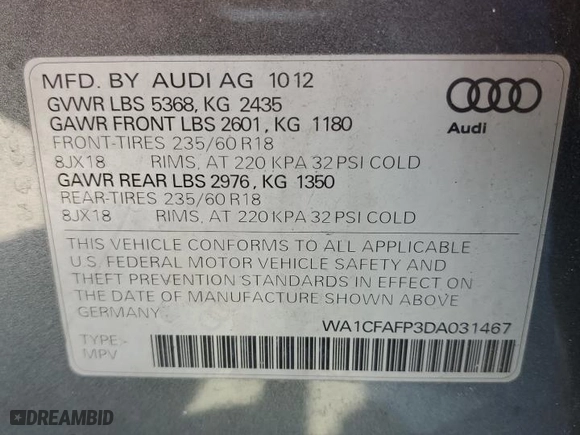 MFD. BY AUDI AG 10 12
GVWR LBS 5368, KG 2435
GAWR FRONT LBS 2601, KG 1180
FRONT-TIRES 235/60 R18
8JX18 RIMS, AT 220 KPA 32 PSI COLD
GAWR REAR LBS 2976, KG 1350
REAR-TIRES 235/60 R18
8JX18 RIMS, AT 220 KPA 32 PSI COLD
Audi
THIS VEHICLE CONFORMS TO ALL APPLICABLE
U.S. FEDERAL MOTOR VEHICLE SAFETY AND
THEFT PREVENTION STANDARDS IN EFFECT ON
THE DATE OF MANUFACTURE SHOWN ABOVE
GERMANY
WA1CFAFP3DA031467
TYPE:
MPV
DREAMBID